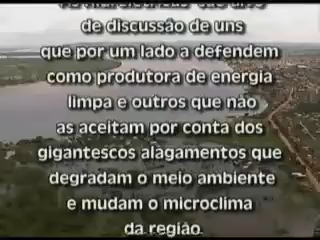 de discussão de uns
que por um lado a defendem
como produtora de energia
limpa e outros que não
as aceitam por conta dos
gigantescos alagamentos que
degradam o meio ambiente
e mudam o microclima
da região